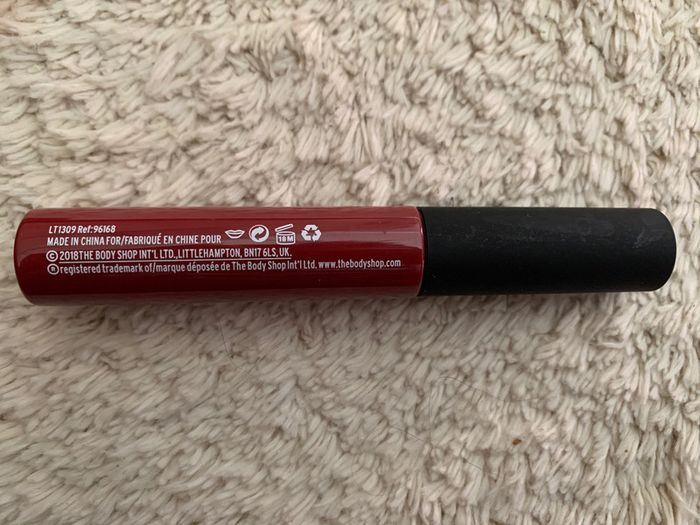 LT1309 Ref:96168
MADE IN CHINA FOR/FABRIQUÉ EN CHINE POUR 18 M
©2018THE BODY SHOP INT'L LTD.,LITTLEHAMPTON, BN17 6LS, UK.
®registered trademark of/marque déposée de The Body Shop Int'l Ltd. www.thebodyshop.com